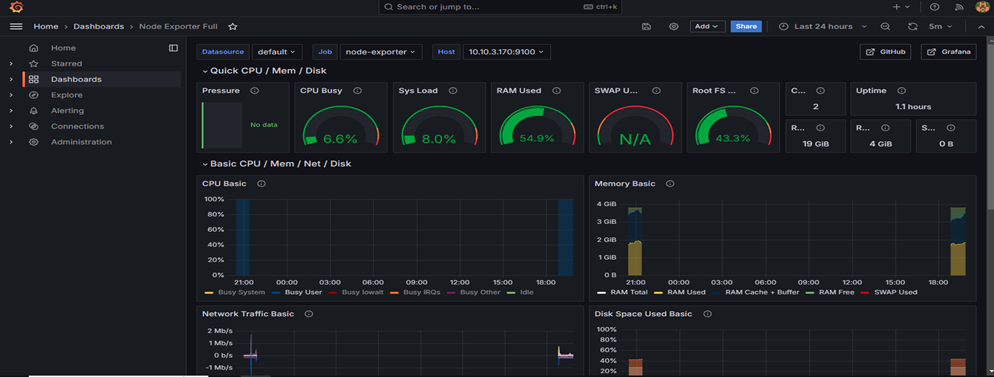 Search or jump to... ctrl+k
Home > Dashboards > Node Exporter Full Add Share Last 24 hours 5m
Home
Starred
Dashboards
Explore
Alerting
Connections
Administration
Datasource default Job node-exporter Host 10.10.3.170:9100 GitHub Grafana
Quick CPU / Mem / Disk
Pressure CPU Busy Sys Load RAM Used SWAP U... Root FS ... C... Uptime
No data 6.6% 8.0% 54.9% N/A 43.3% 2 1.1 hours
R... R... S...
19 GiB 4 GiB 0 B
Basic CPU / Mem / Net / Disk
CPU Basic
100%
80%
60%
40%
20%
0%
21:00 00:00 03:00 06:00 09:00 12:00 15:00 18:00
Busy System Busy User Busy Iowait Busy IRQs Busy Other Idle
Memory Basic
4 GiB
3 GiB
2 GiB
1 GiB
0 B
21:00 00:00 03:00 06:00 09:00 12:00 15:00 18:00
RAM Total RAM Used RAM Cache + Buffer RAM Free SWAP Used
Network Traffic Basic
2 Mb/s
1 Mb/s
0 b/s
-1 Mb/s
Disk Space Used Basic
100%
80%
60%
40%
20%